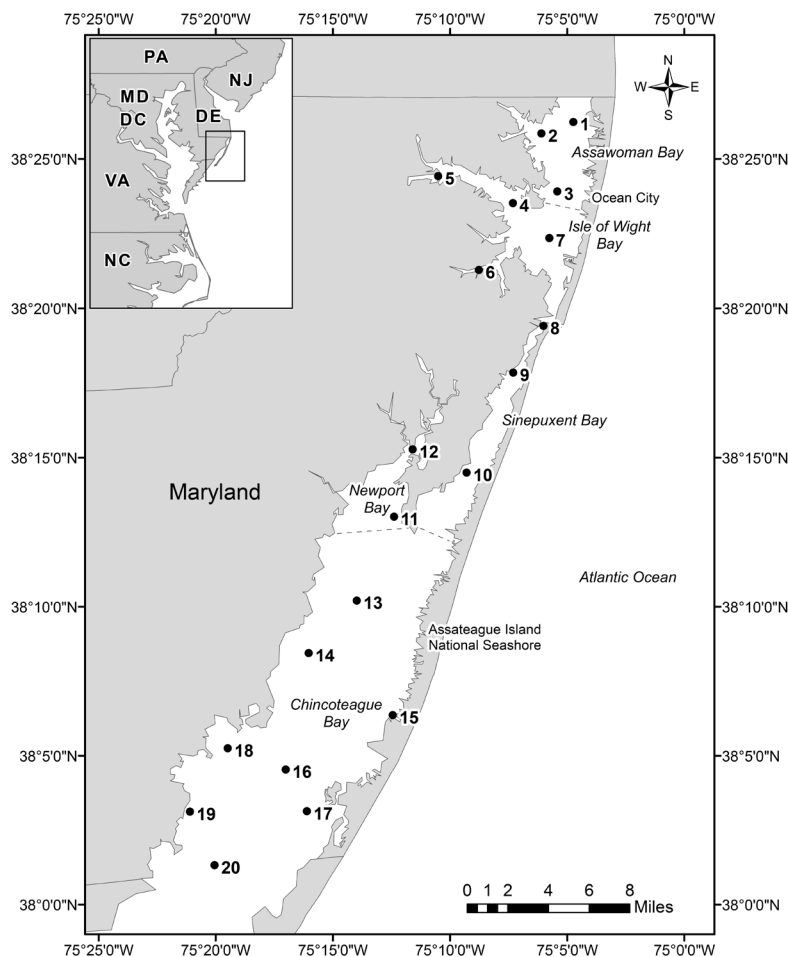 75°25'0"W 75°20'0"W 75°15'0"W 75°10'0"W 75°5'0"W 75°0'0"W
PA
NJ
MD
DC
DE
VA
NC
N
W E
S
1
2
38°25'0"N 38°25'0"N
Assawoman Bay
5
3
Ocean City
4
Isle of Wight
Bay
7
6
38°20'0"N 38°20'0"N
8
9
Sinepuxent Bay
12
38°15'0"N 38°15'0"N
10
Maryland
Newport
Bay
11
Atlantic Ocean
38°10'0"N 38°10'0"N
13
Assateague Island
National Seashore
14
Chincoteague
Bay
15
18
38°5'0"N 38°5'0"N
16
19
17
20
0 1 2 4 6 8
Miles
38°0'0"N 38°0'0"N
75°25'0"W 75°20'0"W 75°15'0"W 75°10'0"W 75°5'0"W 75°0'0"W